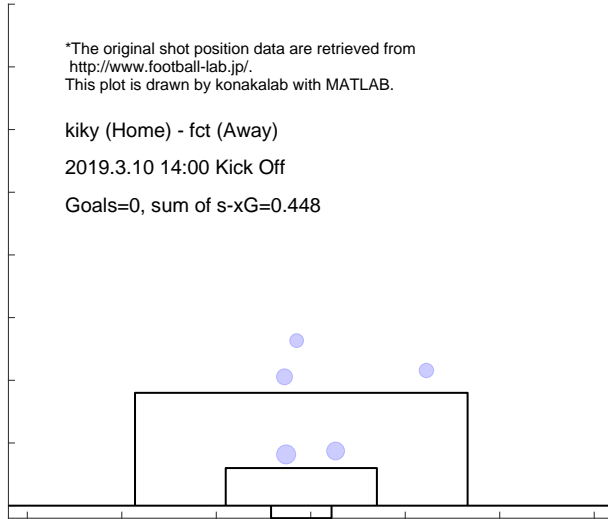 *The original shot position data are retrieved from
http://www.football-lab.jp/.
This plot is drawn by konakalab with MATLAB.
kiky (Home) - fct (Away)
2019.3.10 14:00 Kick Off
Goals=0, sum of s-xG=0.448